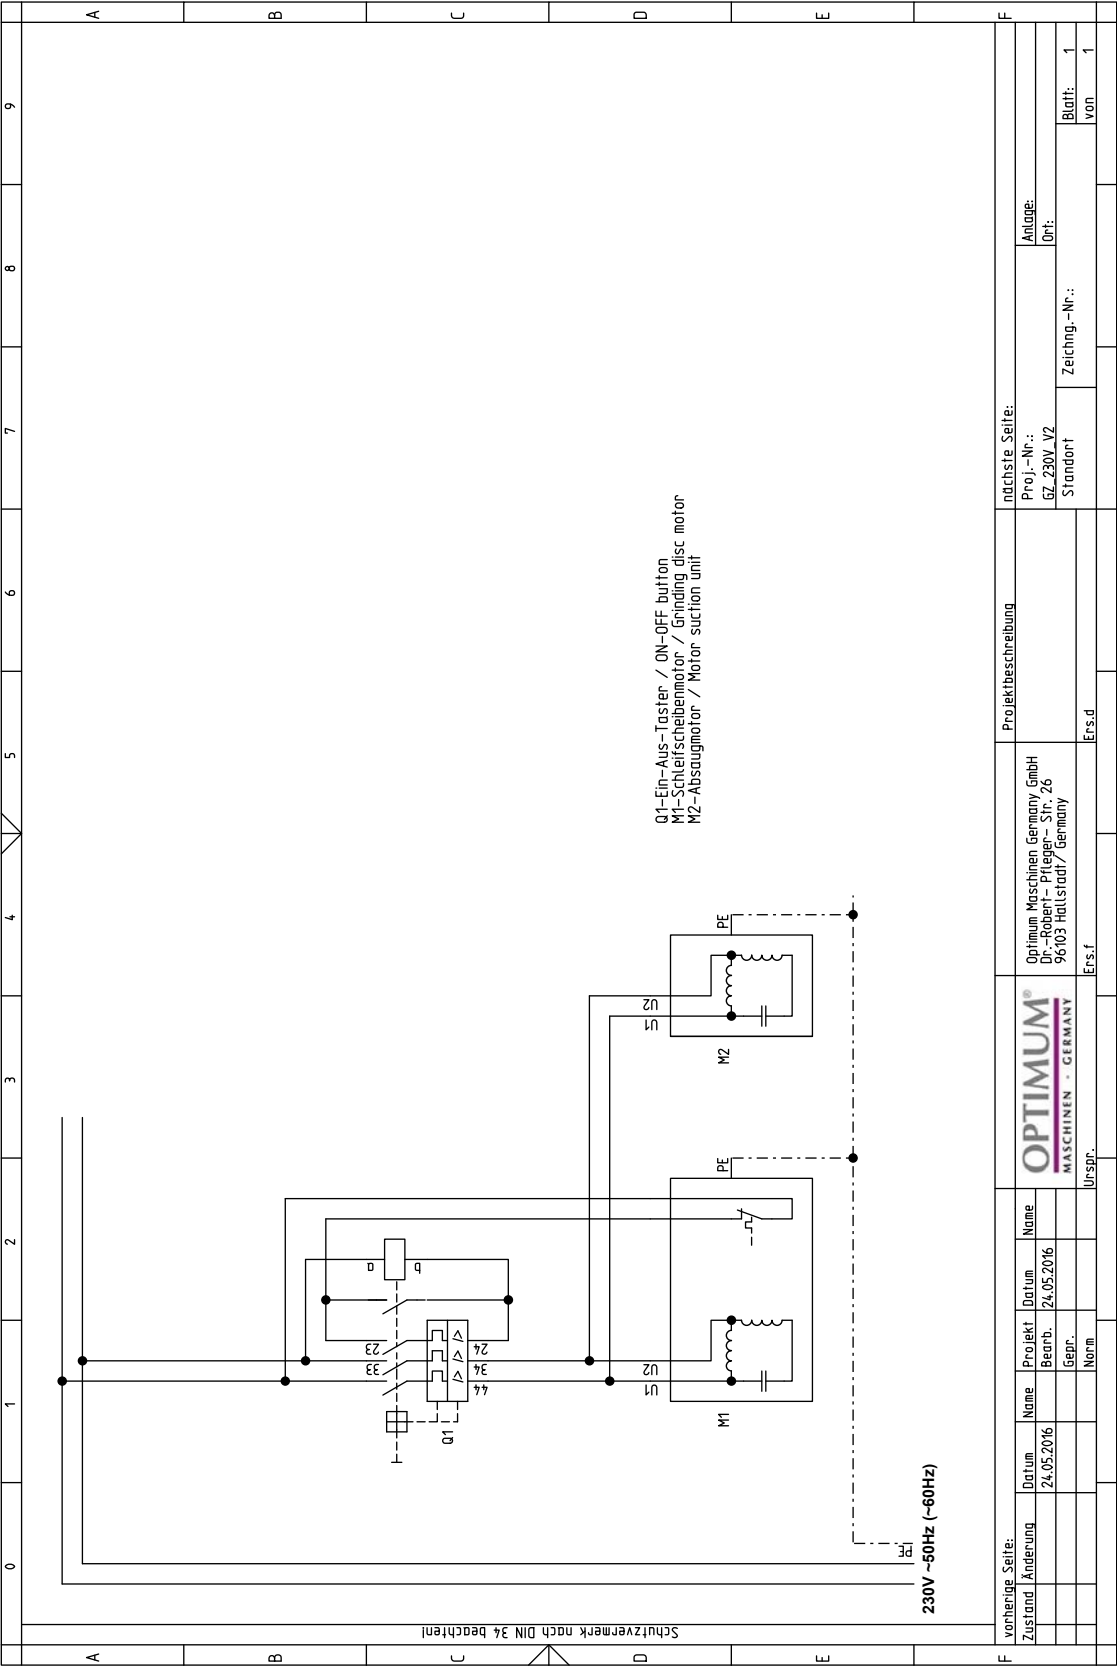 0 1 2 3 4 5 6 7 8 9
A
B
C
D
E
F
A
B
C
D
E
F
Schutzvermerk nach DIN 34 beachten!
a
b
23
33
24
34
44
Q1
U1
U2
M1
PE
U1
U2
M2
PE
PE
230V ~50Hz (~60Hz)
Q1-Ein-Aus-Taster / ON-OFF button
M1-Schleifscheibenmotor / Grinding disc motor
M2-Absaugmotor / Motor suction unit
vorherige Seite:
Zustand Änderung Datum Name
24.05.2016
Projekt Datum Name
Bearb. 24.05.2016
Gepr.
Norm
OPTIMUM®
MASCHINEN - GERMANY
Urspr.
Optimum Maschinen Germany GmbH
Dr.-Robert- Pfleger- Str. 26
96103 Hallstadt/ Germany
Ers.f
Ers.d
Projektbeschreibung
nächste Seite:
Proj.-Nr.:
GZ_230V_V2
Standort
Zeichng.-Nr.:
Anlage:
Ort:
Blatt: 1
von 1